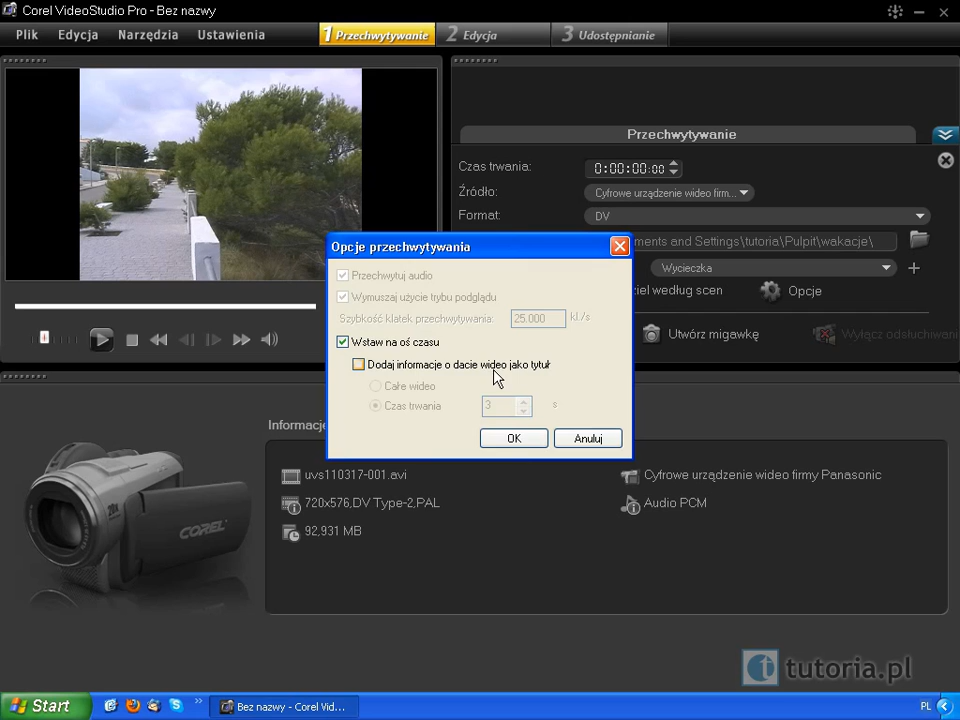 Corel VideoStudio Pro - Bez nazwy
Plik Edycja Narzędzia Ustawienia 1 Przechwytywanie 2 Edycja 3 Udostępnianie
Przechwytywanie
Czas trwania: 0:00:00:00
Źródło: Cyfrowe urządzenie wideo firm...
Format: DV
ments and Settings\tutoria\Pulpit\wakacje\
Wycieczka
ziel według scen Opcje
Utwórz migawkę Wyłącz odsłuchiwani
Opcje przechwytywania
Przechwytuj audio
Wymuszaj użycie trybu podglądu
Szybkość klatek przechwytywania: 25.000 kl./s
Wstaw na oś czasu
Dodaj informacje o dacie wideo jako tytuł
Całe wideo
Czas trwania 3 s
OK Anuluj
Informacje
uvs110317-001.avi Cyfrowe urządzenie wideo firmy Panasonic
720x576,DV Type-2,PAL Audio PCM
92,931 MB
COREL
tutoria.pl
Start Bez nazwy - Corel Vid... PL